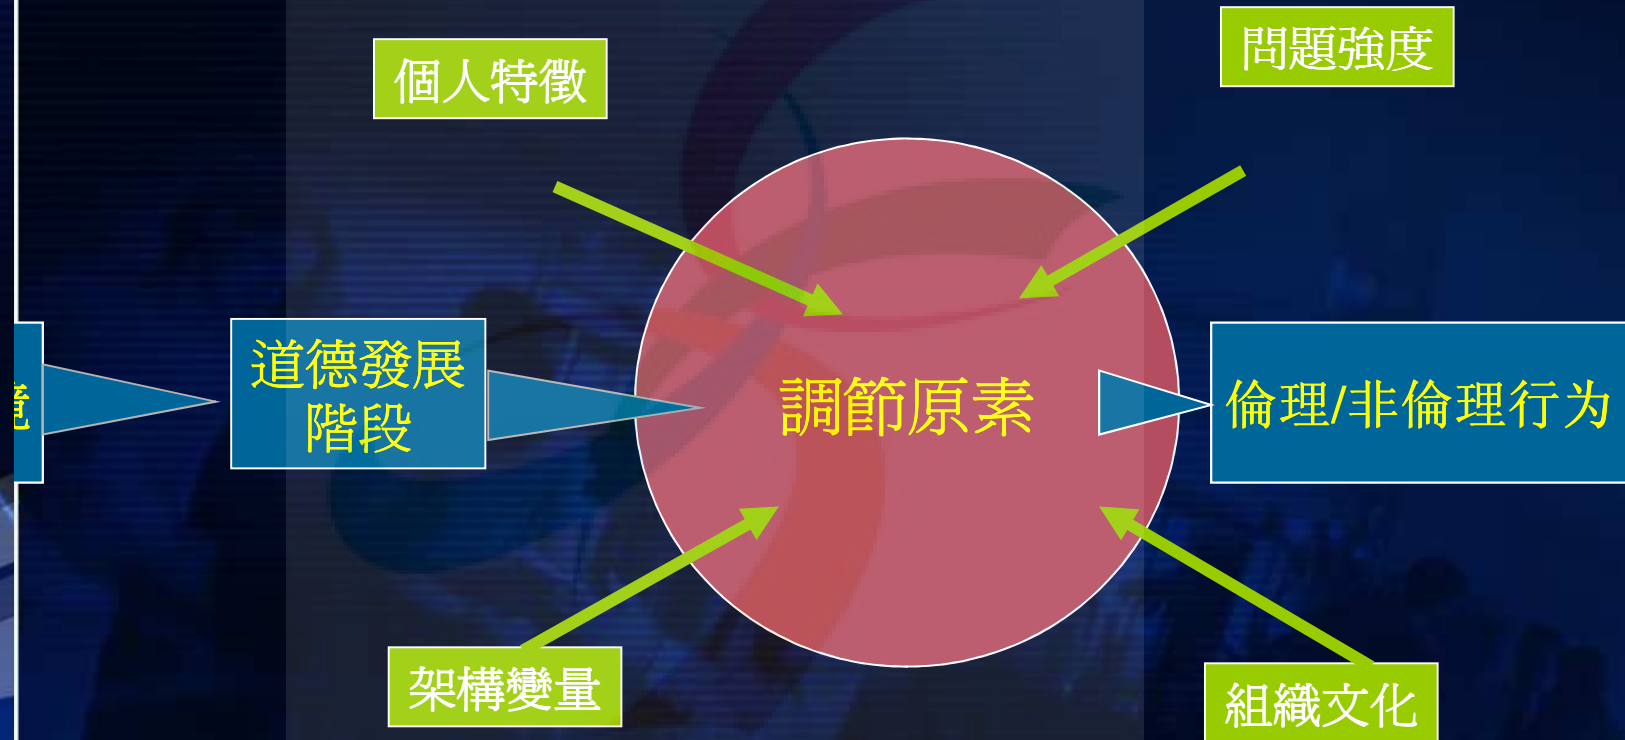 問題強度
個人特徵
道德發展
階段
調節原素
倫理/非倫理行为
架構變量
組織文化